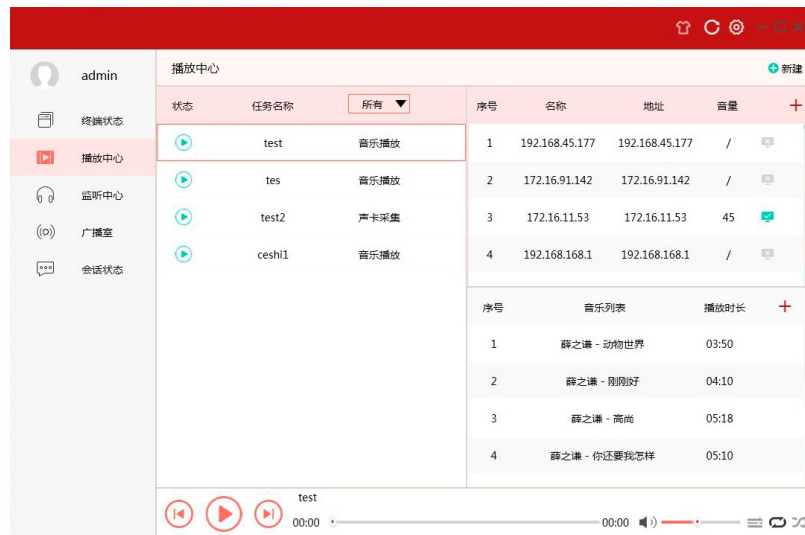 admin
终端状态
播放中心
监听中心
广播室
会话状态
播放中心
新建
状态 任务名称 所有
test 音乐播放
tes 音乐播放
test2 声卡采集
ceshi1 音乐播放
序号 名称 地址 音量
1 192.168.45.177 192.168.45.177 /
2 172.16.91.142 172.16.91.142 /
3 172.16.11.53 172.16.11.53 45
4 192.168.168.1 192.168.168.1 /
序号 音乐列表 播放时长
1 薛之谦 - 动物世界 03:50
2 薛之谦 - 刚刚好 04:10
3 薛之谦 - 高尚 05:18
4 薛之谦 - 你还要我怎样 05:10
test
00:00 00:00